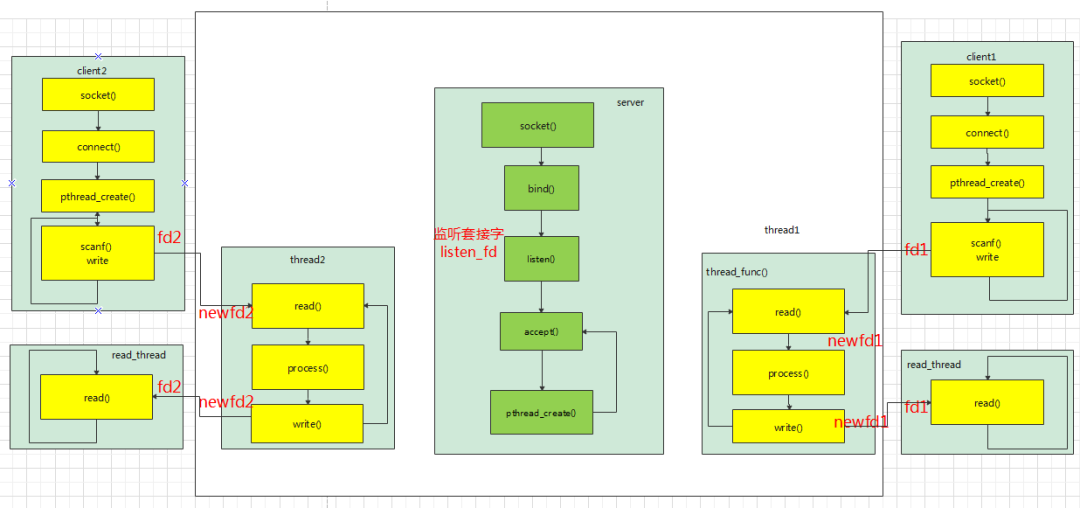 client2
socket()
connect()
pthread_create()
scanf()
write
fd2
read_thread
read()
fd2
thread2
read()
newfd2
process()
newfd2
write()
server
socket()
bind()
监听套接字
listen_fd
listen()
accept()
pthread_create()
thread1
thread_func()
read()
newfd1
process()
newfd1
write()
client1
socket()
connect()
pthread_create()
scanf()
write
fd1
read_thread
read()
fd1